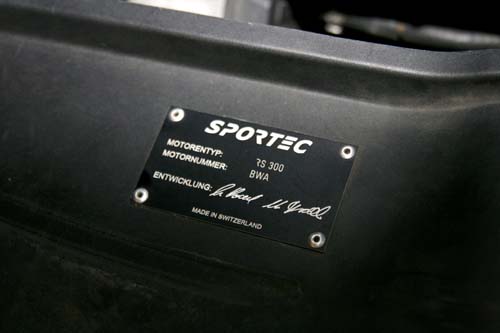 SPORTEC
MOTORENTYP: RS 300
MOTORNUMMER: BWA
ENTWICKLUNG:
MADE IN SWITZERLAND